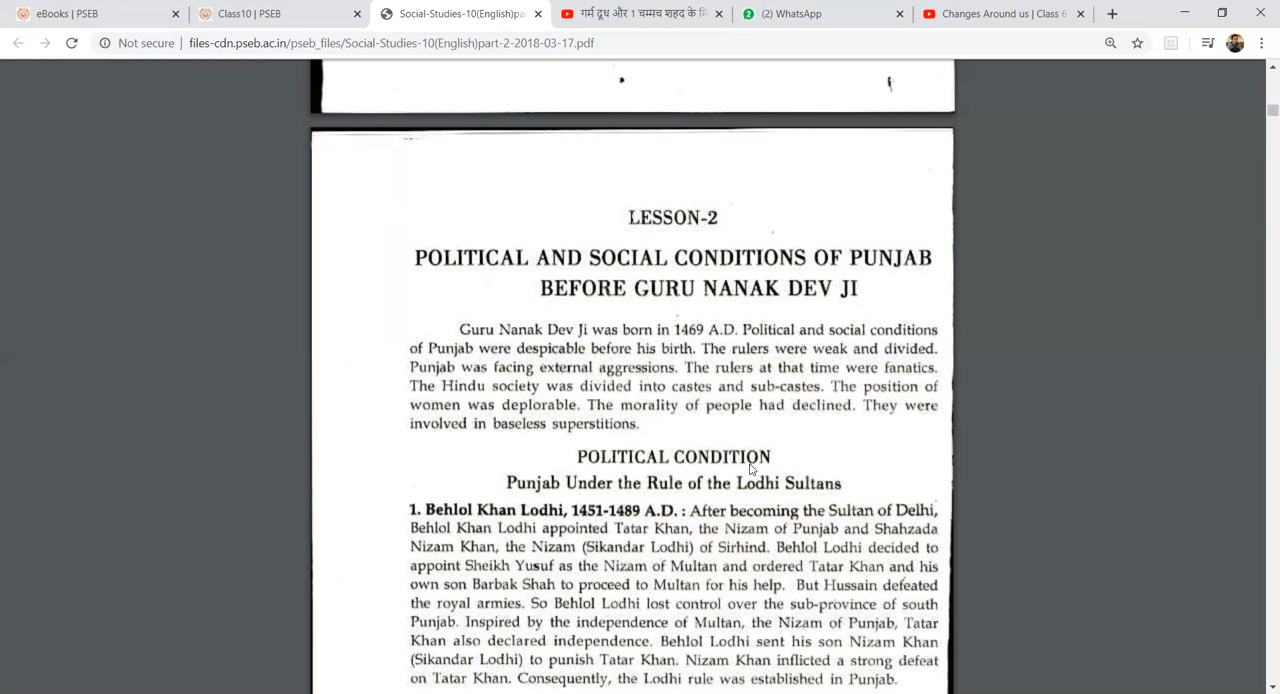 eBooks | PSEB
Class10 | PSEB
Social-Studies-10(English)pa
गर्म दूध और 1 चम्मच शहद के मि
(2) WhatsApp
Changes Around us | Class 6
Not secure | files-cdn.pseb.ac.in/pseb_files/Social-Studies-10(English)part-2-2018-03-17.pdf
LESSON-2
POLITICAL AND SOCIAL CONDITIONS OF PUNJAB
BEFORE GURU NANAK DEV JI
Guru Nanak Dev Ji was born in 1469 A.D. Political and social conditions
of Punjab were despicable before his birth. The rulers were weak and divided.
Punjab was facing external aggressions. The rulers at that time were fanatics.
The Hindu society was divided into castes and sub-castes. The position of
women was deplorable. The morality of people had declined. They were
involved in baseless superstitions.
POLITICAL CONDITION
Punjab Under the Rule of the Lodhi Sultans
1. Behlol Khan Lodhi, 1451-1489 A.D. : After becoming the Sultan of Delhi,
Behlol Khan Lodhi appointed Tatar Khan, the Nizam of Punjab and Shahzada
Nizam Khan, the Nizam (Sikandar Lodhi) of Sirhind. Behlol Lodhi decided to
appoint Sheikh Yusuf as the Nizam of Multan and ordered Tatar Khan and his
own son Barbak Shah to proceed to Multan for his help. But Hussain defeated
the royal armies. So Behlol Lodhi lost control over the sub-province of south
Punjab. Inspired by the independence of Multan, the Nizam of Punjab, Tatar
Khan also declared independence. Behlol Lodhi sent his son Nizam Khan
(Sikandar Lodhi) to punish Tatar Khan. Nizam Khan inflicted a strong defeat
on Tatar Khan. Consequently, the Lodhi rule was established in Punjab.